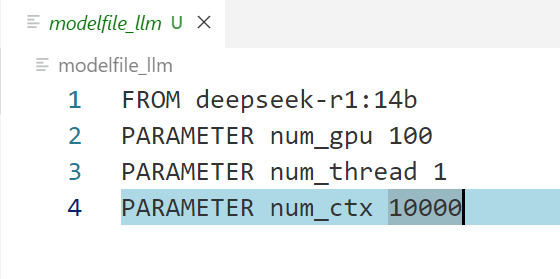 modelfile_llm U
modelfile_llm
1 FROM deepseek-r1:14b
2 PARAMETER num_gpu 100
3 PARAMETER num_thread 1
4 PARAMETER num_ctx 10000